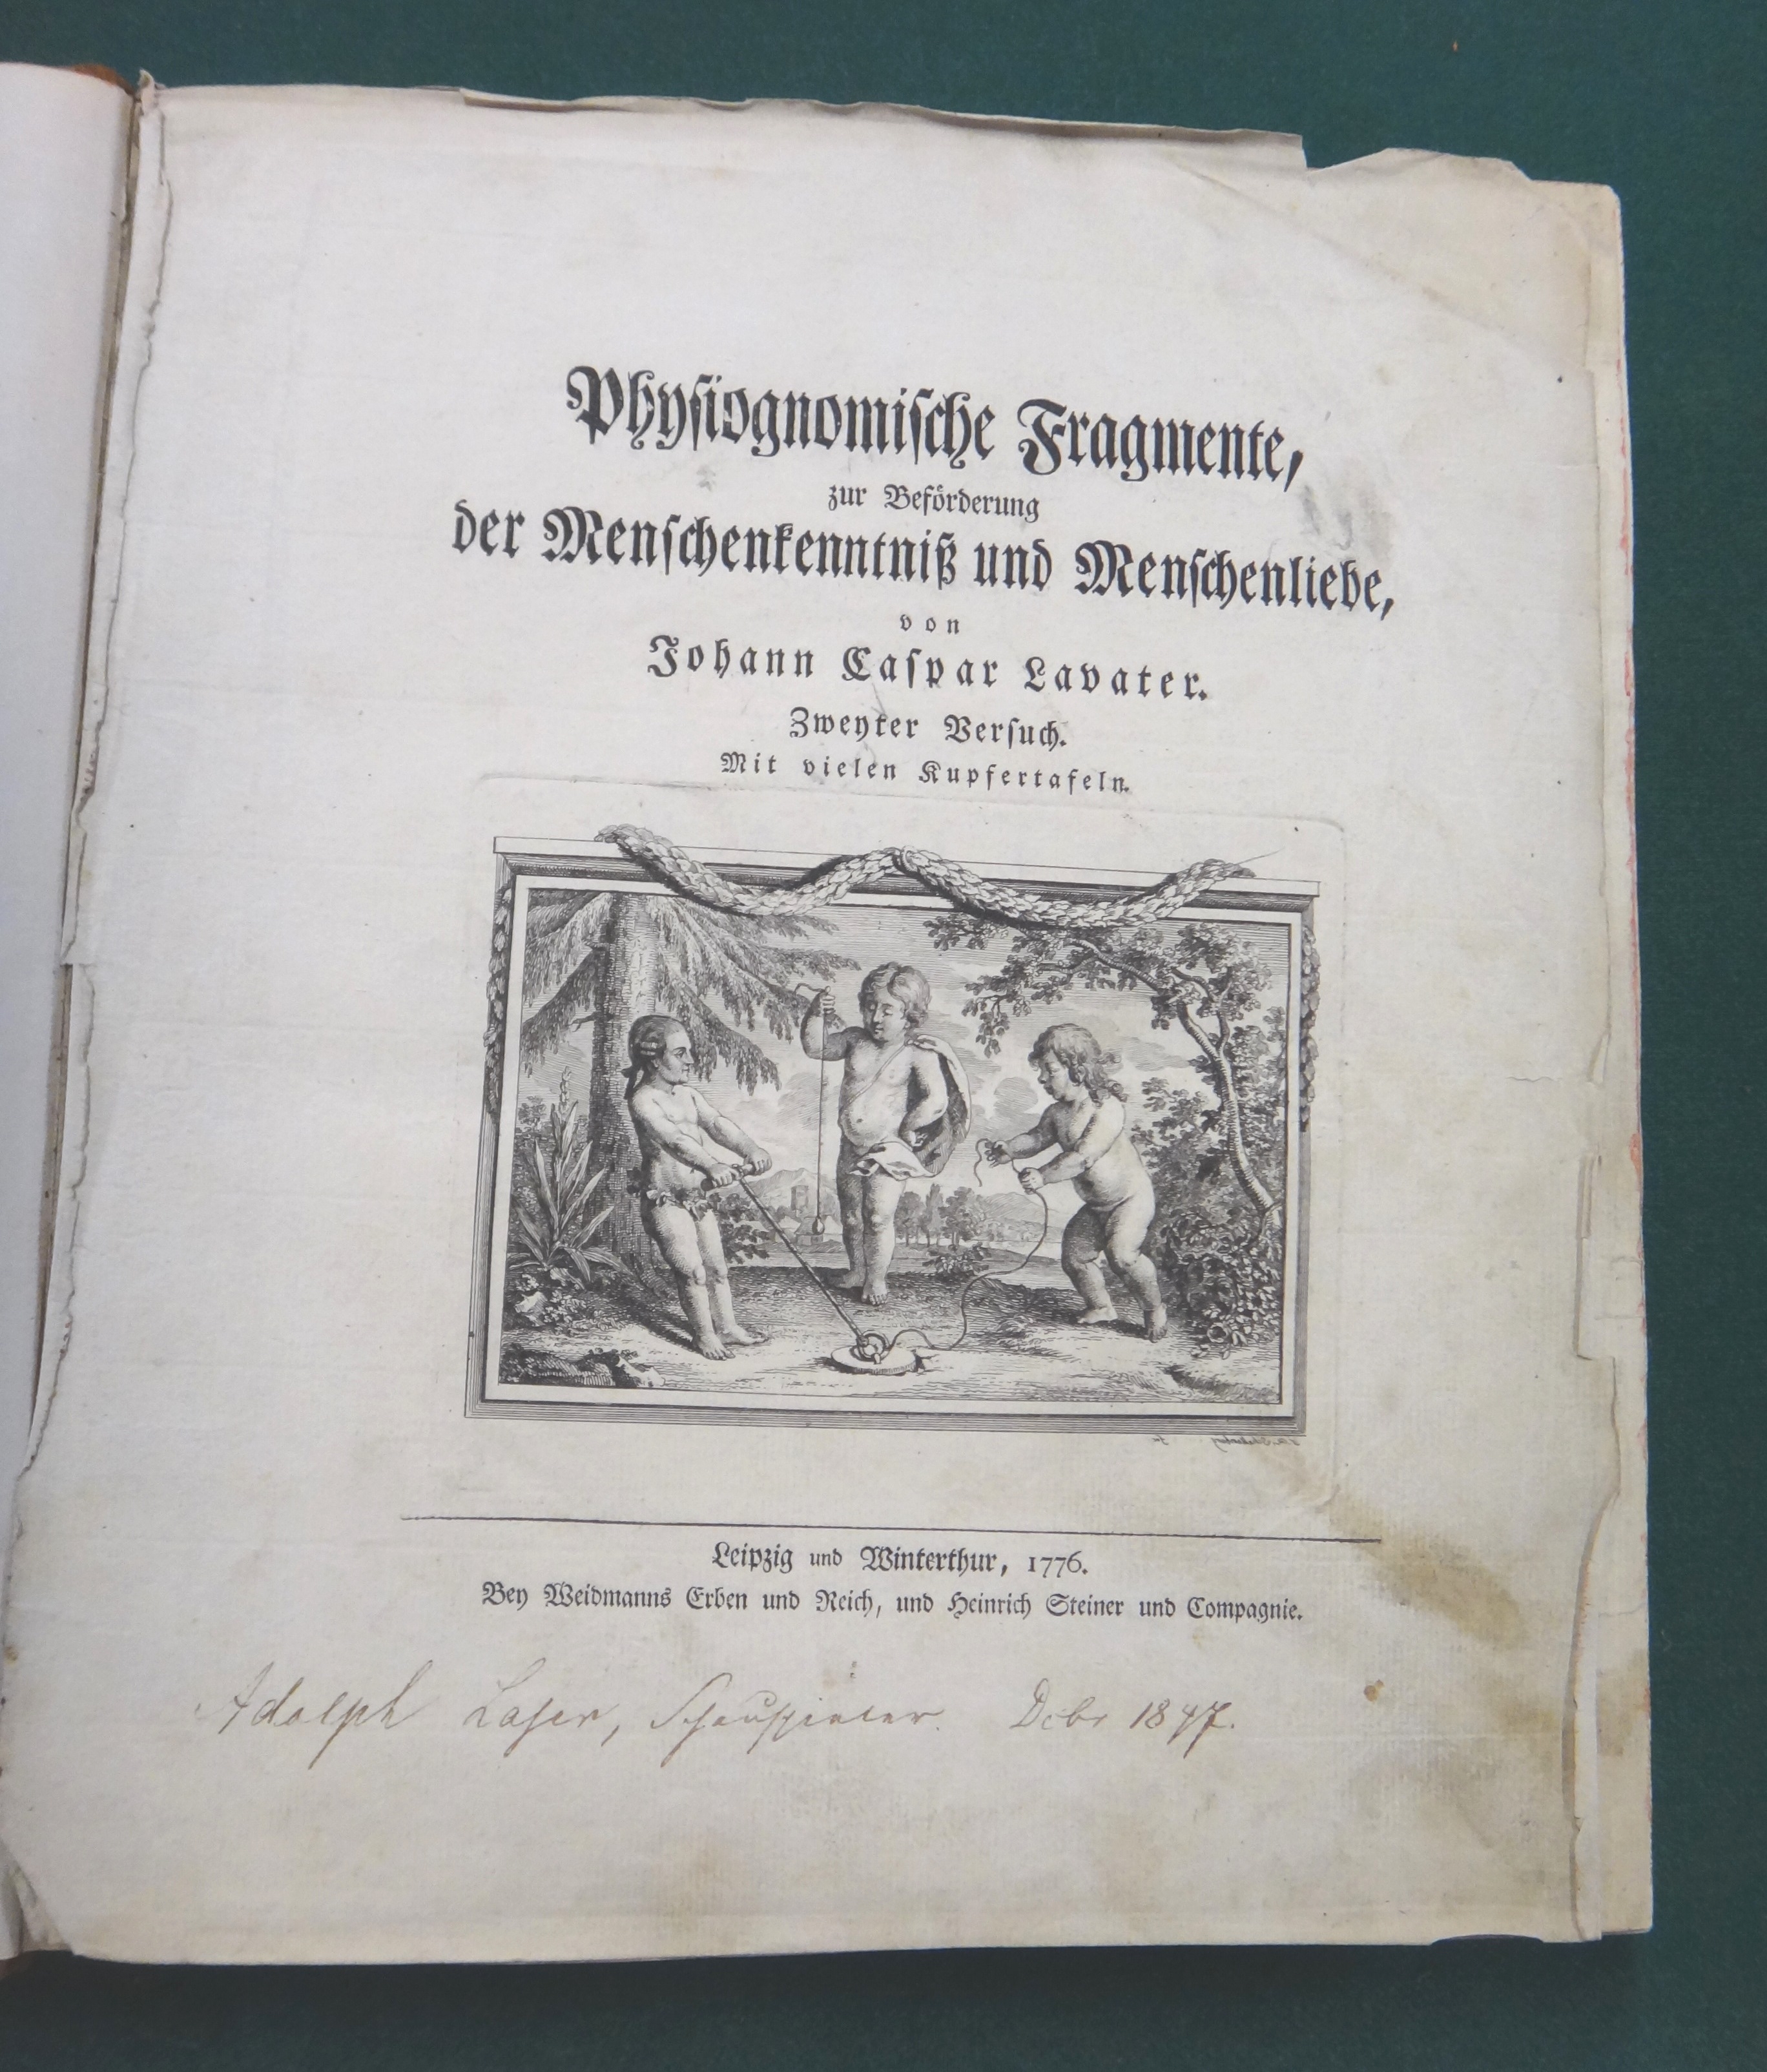 Physiognomische Fragmente,
zur Beförderung
der Menschenkenntniß und Menschenliebe,
von
Johann Caspar Lavater.
Zweyter Versuch.
Mit vielen Kupfertafeln.
Leipzig und Winterthur, 1776.
Bey Weidmanns Erben und Reich, und Heinrich Steiner und Compagnie.
Adolph Laser, Schauspieler. Debr 1847.